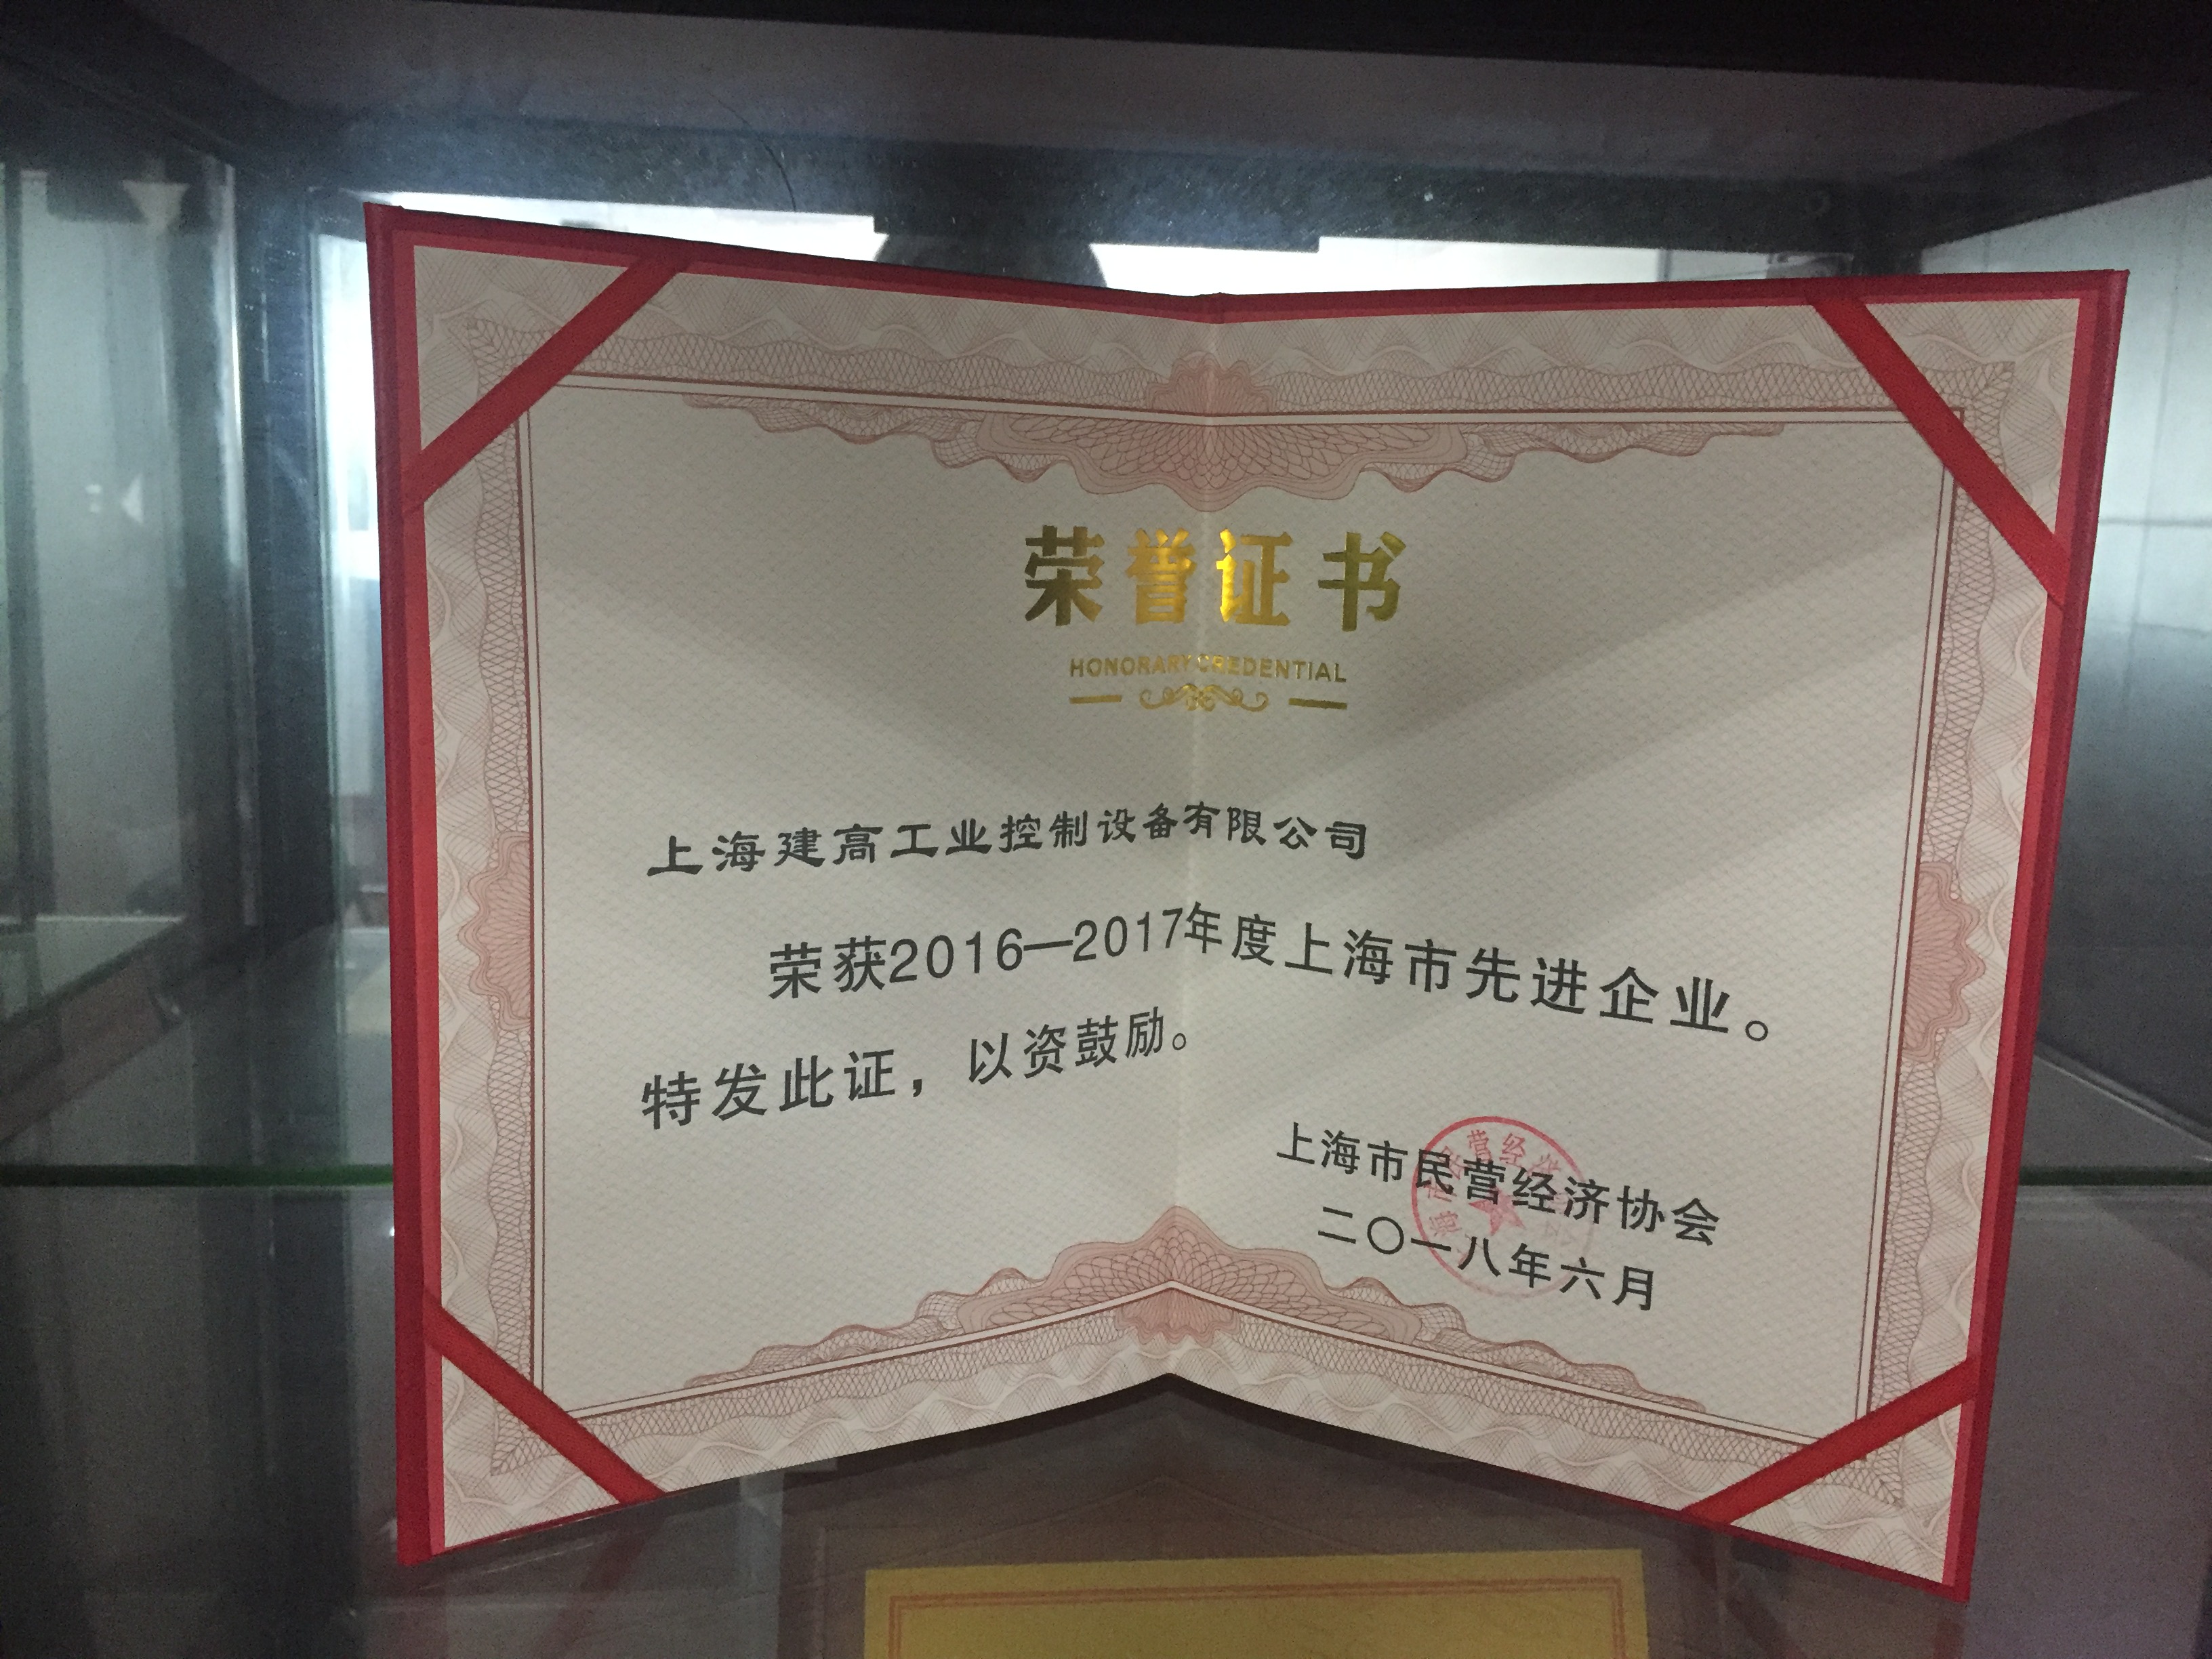 荣誉证书
HONORARY CREDENTIAL
上海建高工业控制设备有限公司
荣获2016—2017年度上海市先进企业。
特发此证，以资鼓励。
上海市民营经济协会
二〇一八年六月